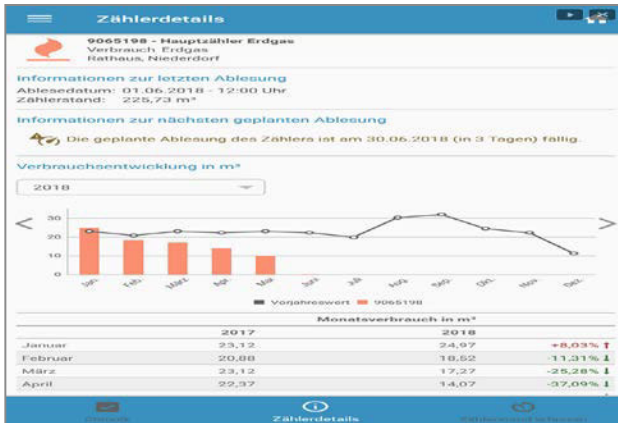 Zählerdetails
9065198 - Hauptzähler Erdgas
Verbrauch Erdgas
Rathaus, Niederdorf
Informationen zur letzten Ablesung
Ablesedatum: 01.06.2018 - 12:00 Uhr
Zählerstand: 225,73 m³
Informationen zur nächsten geplanten Ablesung
Die geplante Ablesung des Zählers ist am 30.06.2018 (in 3 Tagen) fällig.
Verbrauchsentwicklung in m³
2018
30
20
10
0
Jan. Feb. März Apr. Mai Juni Juli Aug. Sep. Okt. Nov. Dez.
Vorjahreswert 9065198
Monatsverbrauch in m³
2017 2018
Januar 23,12 24,97 +8,03%
Februar 20,88 18,52 -11,31%
März 23,12 17,27 -25,28%
April 22,37 14,07 -37,09%
Zählerdetails